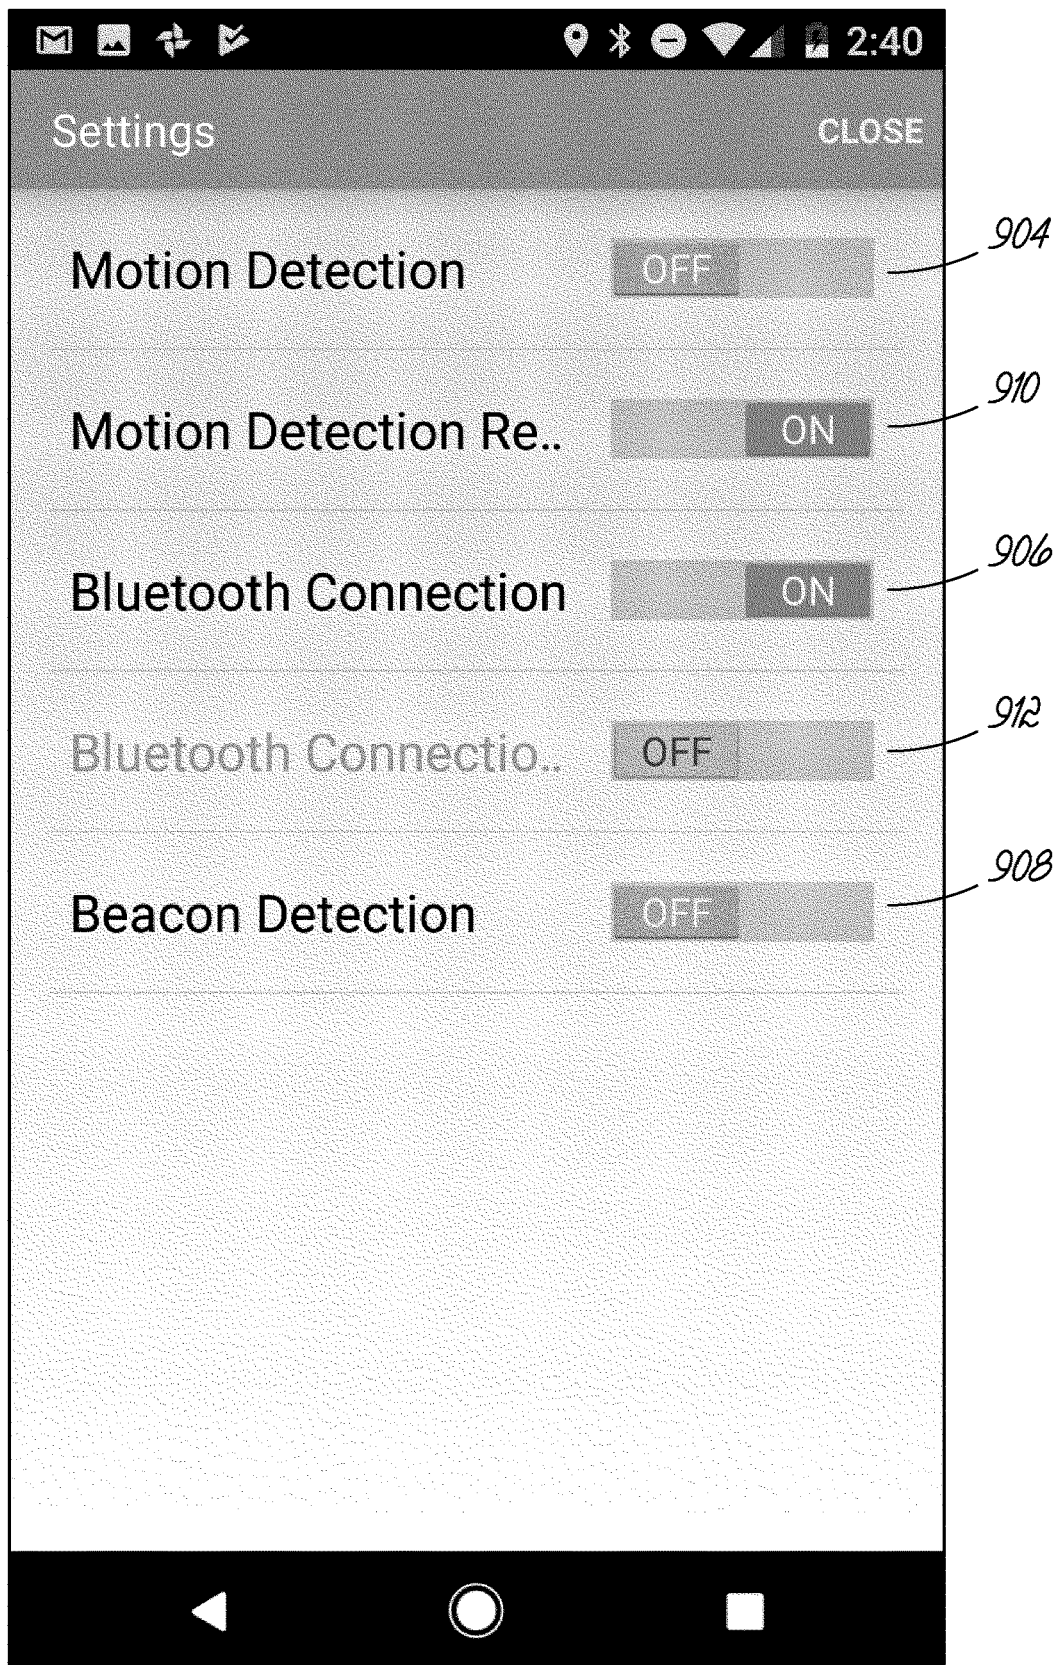 2:40
Settings CLOSE
Motion Detection OFF 904
Motion Detection Re.. ON 910
Bluetooth Connection ON 906
Bluetooth Connectio.. OFF 912
Beacon Detection OFF 908